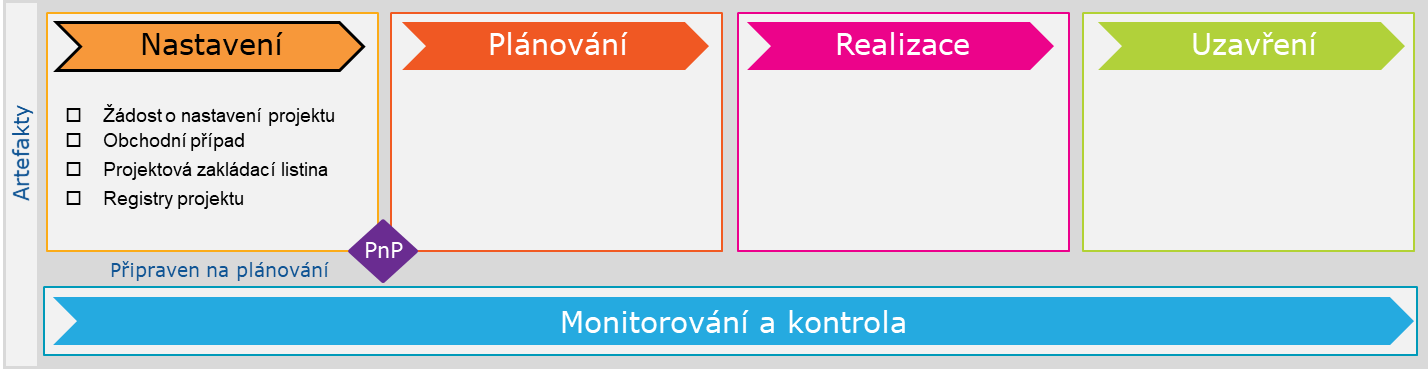 Artefakty
Nastavení
Plánování
Realizace
Uzavření
Žádost o nastavení projektu
Obchodní případ
Projektová zakládací listina
Registry projektu
PnP
Připraven na plánování
Monitorování a kontrola